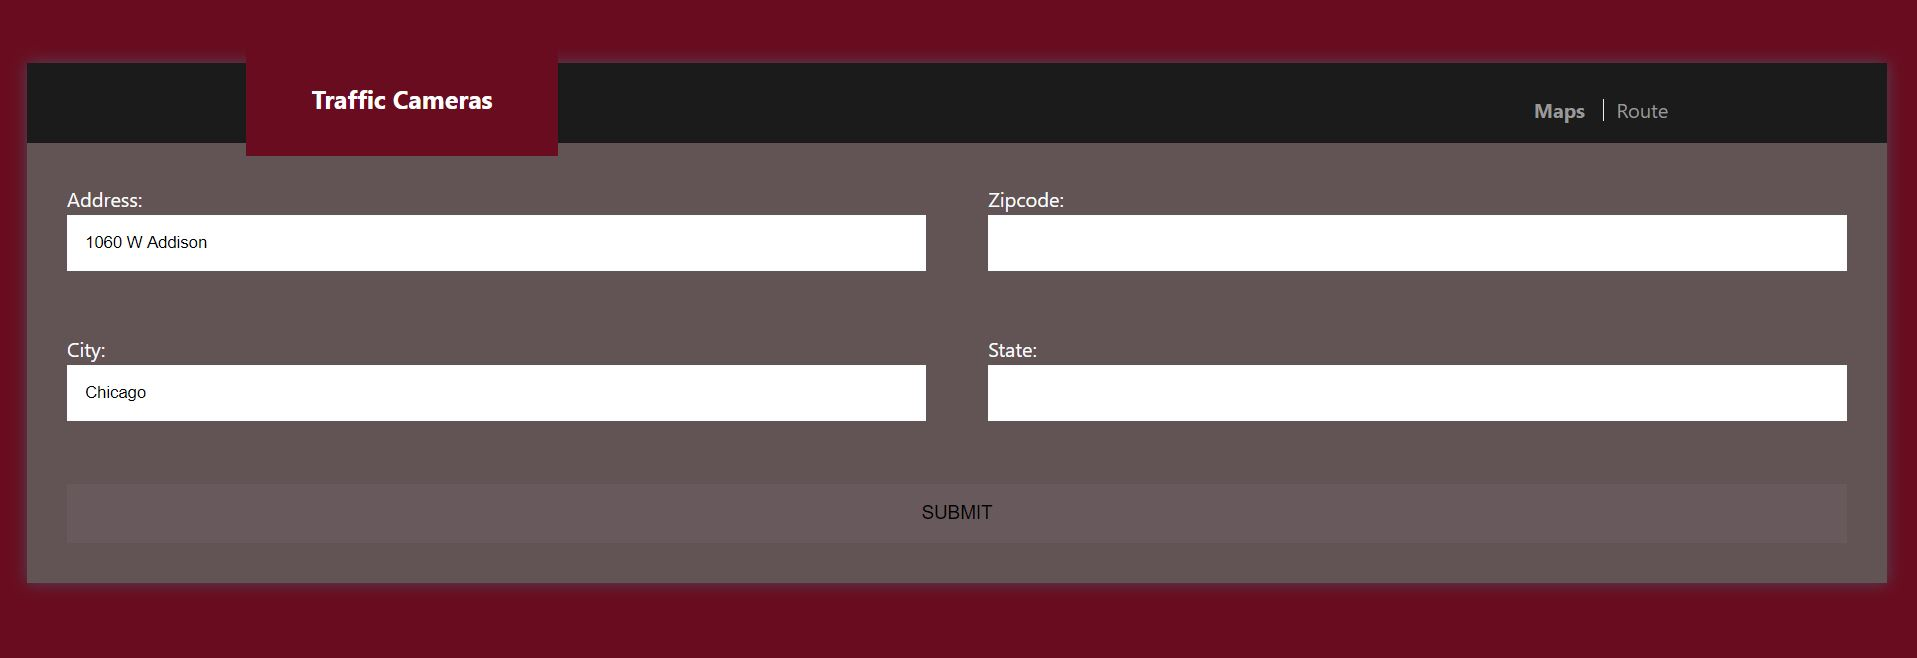 Traffic Cameras
Maps | Route
Address:
1060 W Addison
Zipcode:
City:
Chicago
State:
SUBMIT